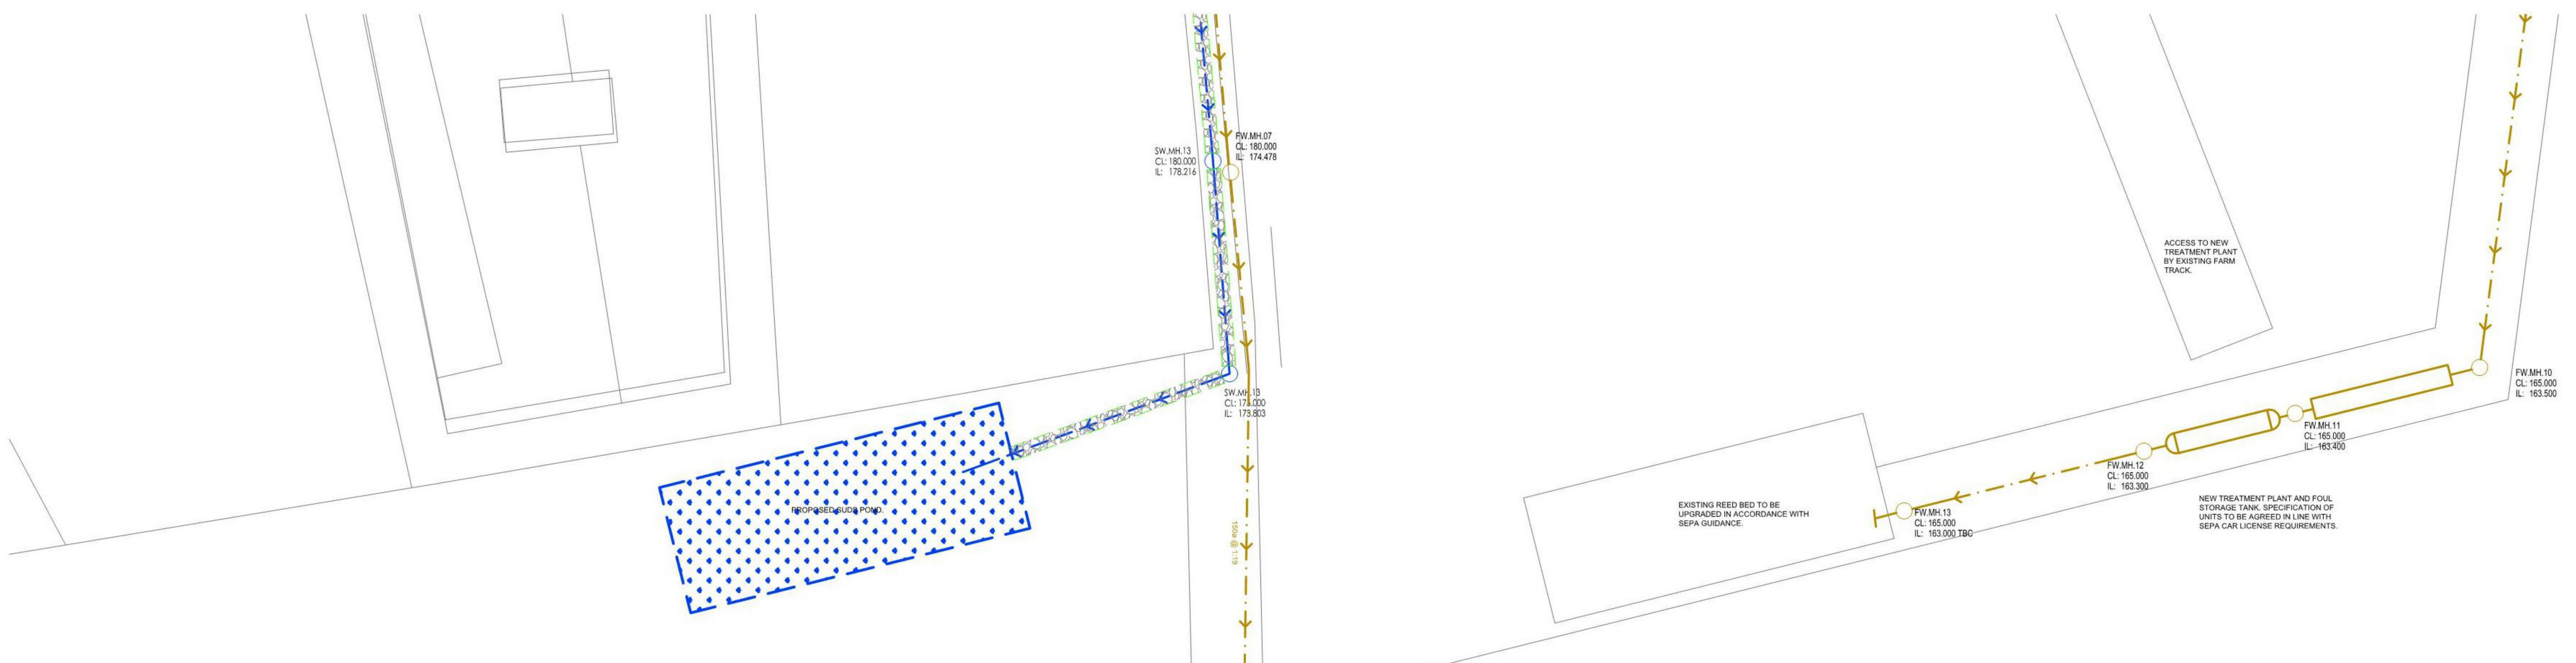 SW.MH.13
CL: 180.000
IL: 178.216
FW.MH.07
CL: 180.000
IL: 174.478
SW.MH.13
CL: 174.000
IL: 173.803
PROPOSED SUDS POND.
150ø @ 1:19
ACCESS TO NEW
TREATMENT PLANT
BY EXISTING FARM
TRACK.
FW.MH.10
CL: 165.000
IL: 163.500
FW.MH.11
CL: 165.000
IL: 163.400
FW.MH.12
CL: 165.000
IL: 163.300
NEW TREATMENT PLANT AND FOUL
STORAGE TANK. SPECIFICATION OF
UNITS TO BE AGREED IN LINE WITH
SEPA CAR LICENSE REQUIREMENTS.
EXISTING REED BED TO BE
UPGRADED IN ACCORDANCE WITH
SEPA GUIDANCE.
FW.MH.13
CL: 165.000
IL: 163.000 TBC